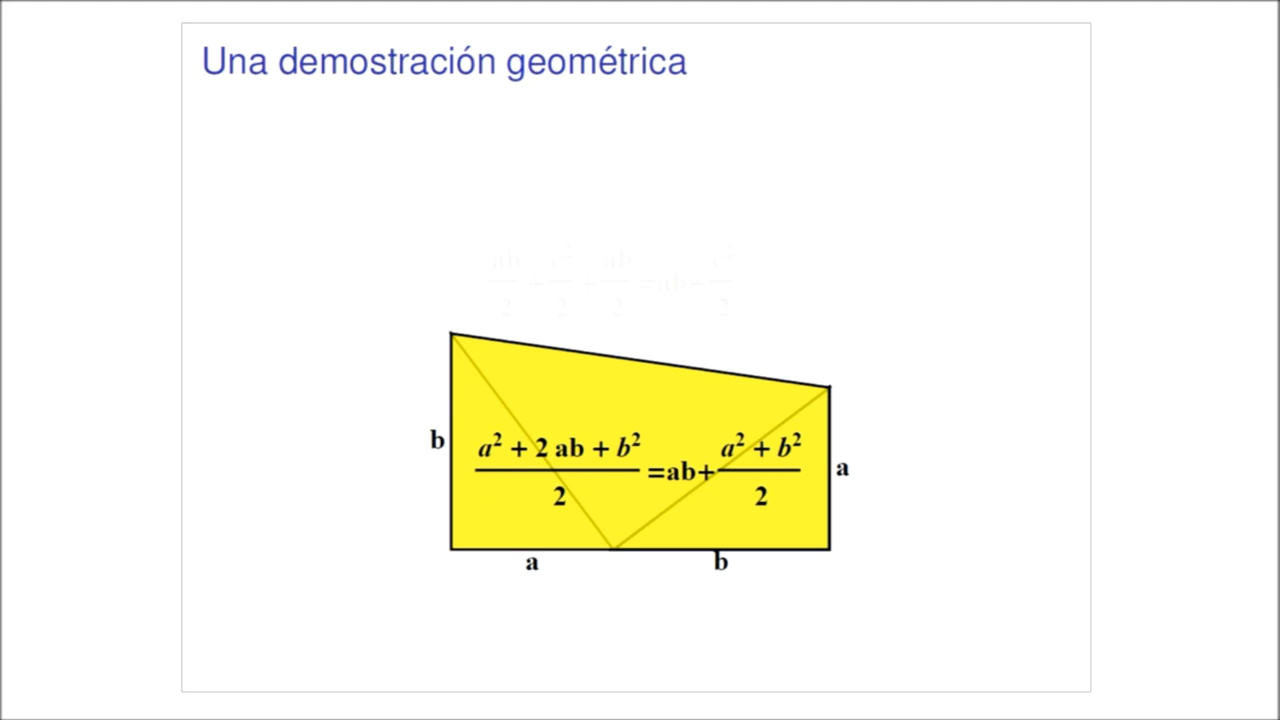 Una demostración geométrica
b
a² + 2 ab + b²
2
=ab+
a² + b²
2
a
a
b